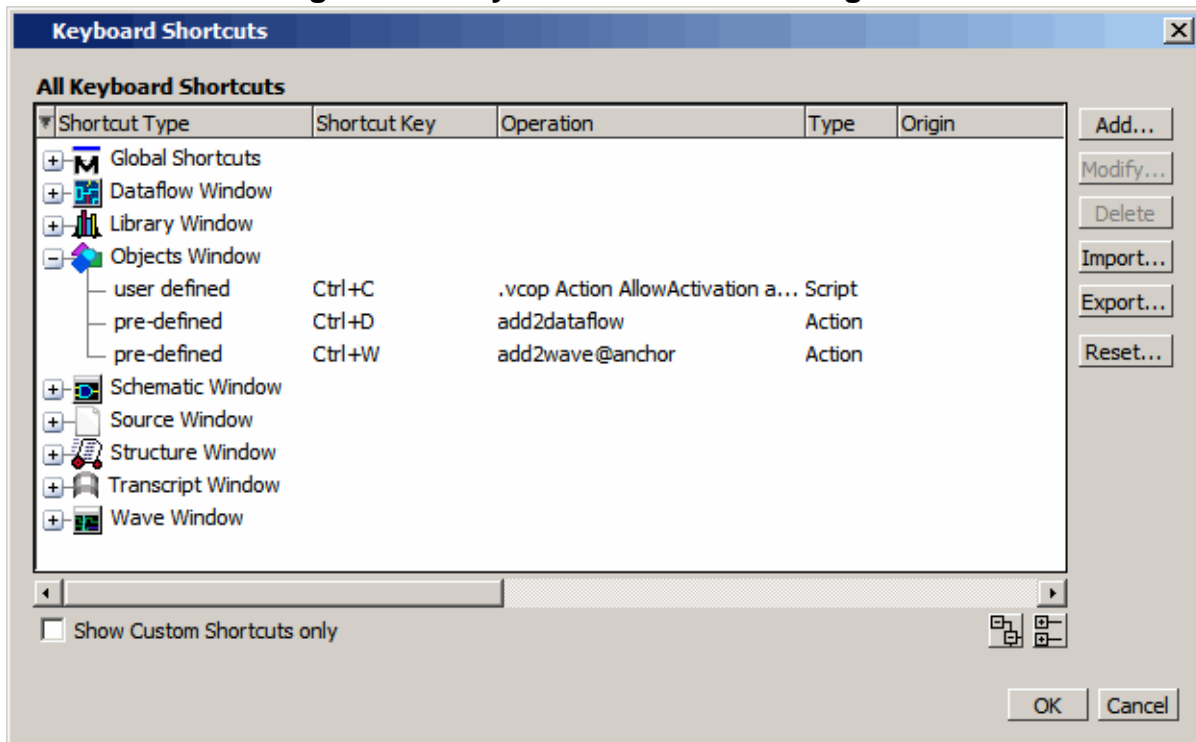 Keyboard Shortcuts
All Keyboard Shortcuts
Shortcut Type Shortcut Key Operation Type Origin
Add...
Global Shortcuts
Modify...
Dataflow Window
Delete
Library Window
Objects Window
Import...
user defined Ctrl+C .vcop Action AllowActivation a... Script
Export...
pre-defined Ctrl+D add2dataflow Action
pre-defined Ctrl+W add2wave@anchor Action
Reset...
Schematic Window
Source Window
Structure Window
Transcript Window
Wave Window
Show Custom Shortcuts only
OK Cancel